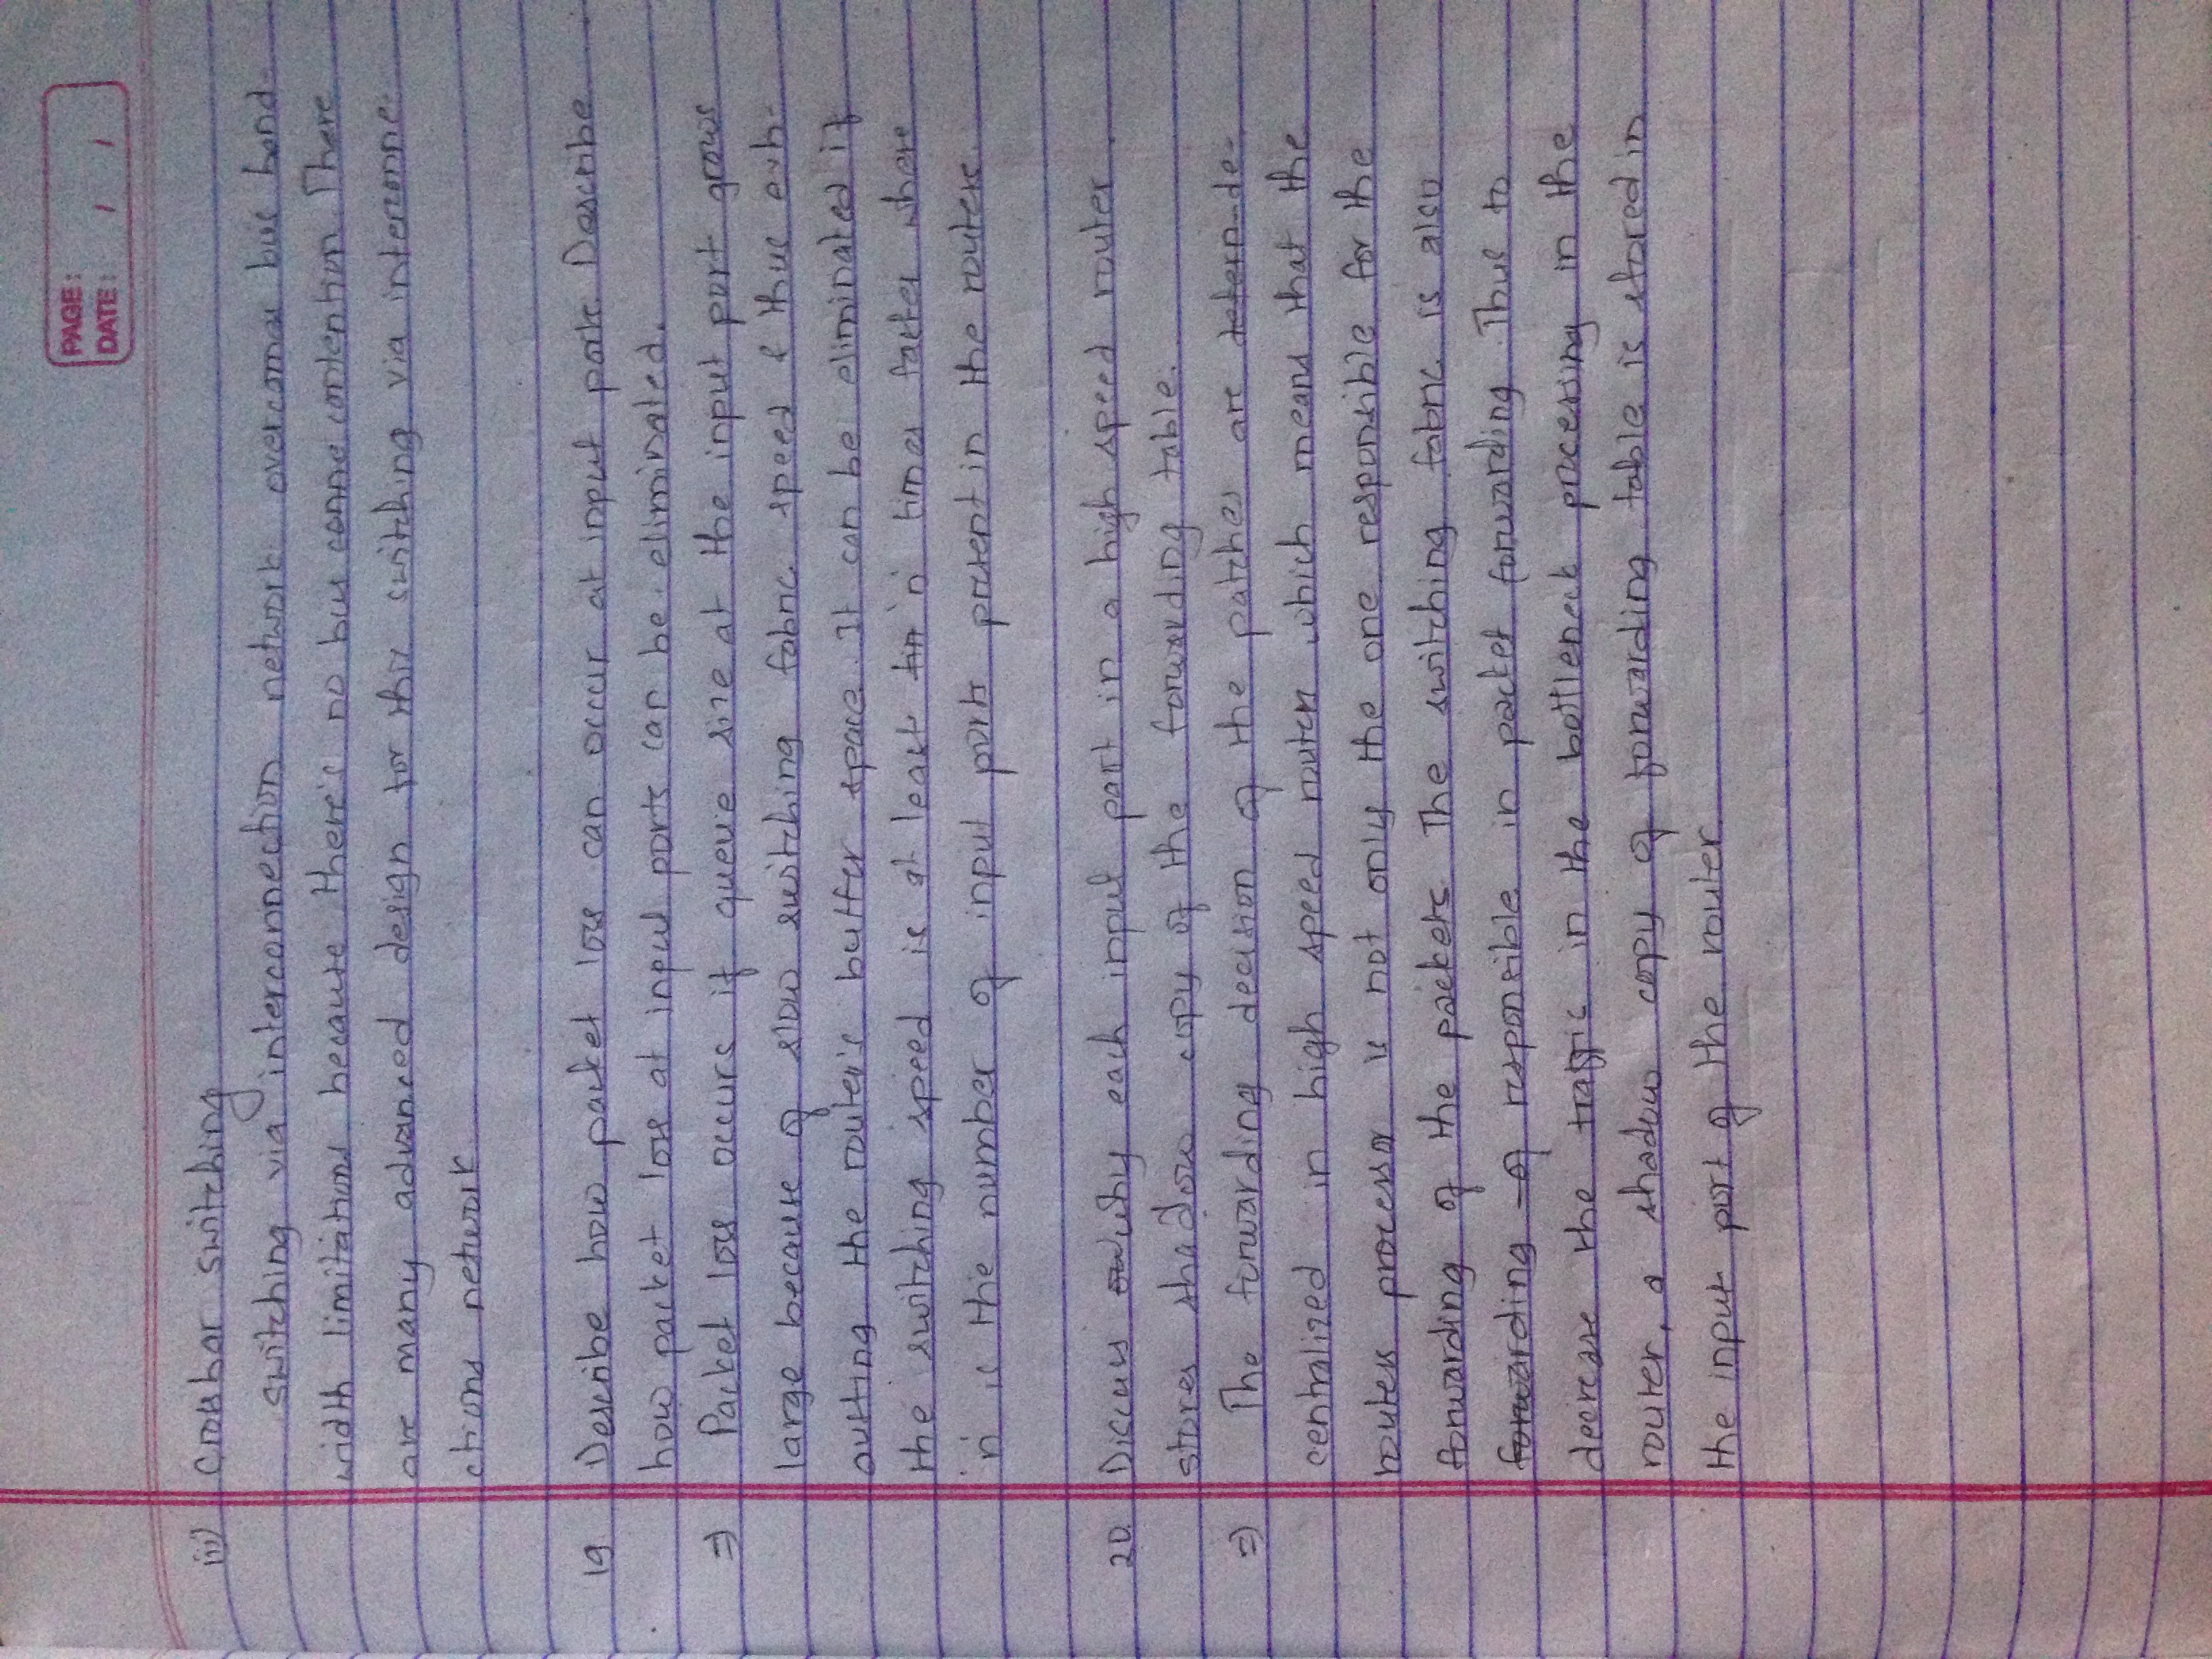 PAGE:
DATE: / /
iii) Crossbar switching
switching via interconnection network overcomes bus band-
width limitations because there's no bus conne contention. There
are many advanced design for this switching via interconne-
ctions network.
19. Describe how packet loss can occur at input ports. Describe
how packet loss at input ports can be eliminated.
⇒ Packet loss occurs if queue size at the input port grows
large because of slow switching fabric speed & thus exh-
austing the router's buffer space. It can be eliminated if
the switching speed is at least tin 'n' times faster where
'n' is the number of input ports present in the routers.
20. Discuss why each input port in a high speed router
stores shadow copy of the forwarding table.
⇒ The forwarding decision of the patches are detern de-
centralized in high speed routers which means that the
routers processor is not only the one responsible for the
forwarding of the packets. The switching fabric is also
forwarding of responsible in packet forwarding. Thus to
decrease the traffic in the bottleneck processing in the
router, a shadow copy of forwarding table is stored in
the input port of the router.